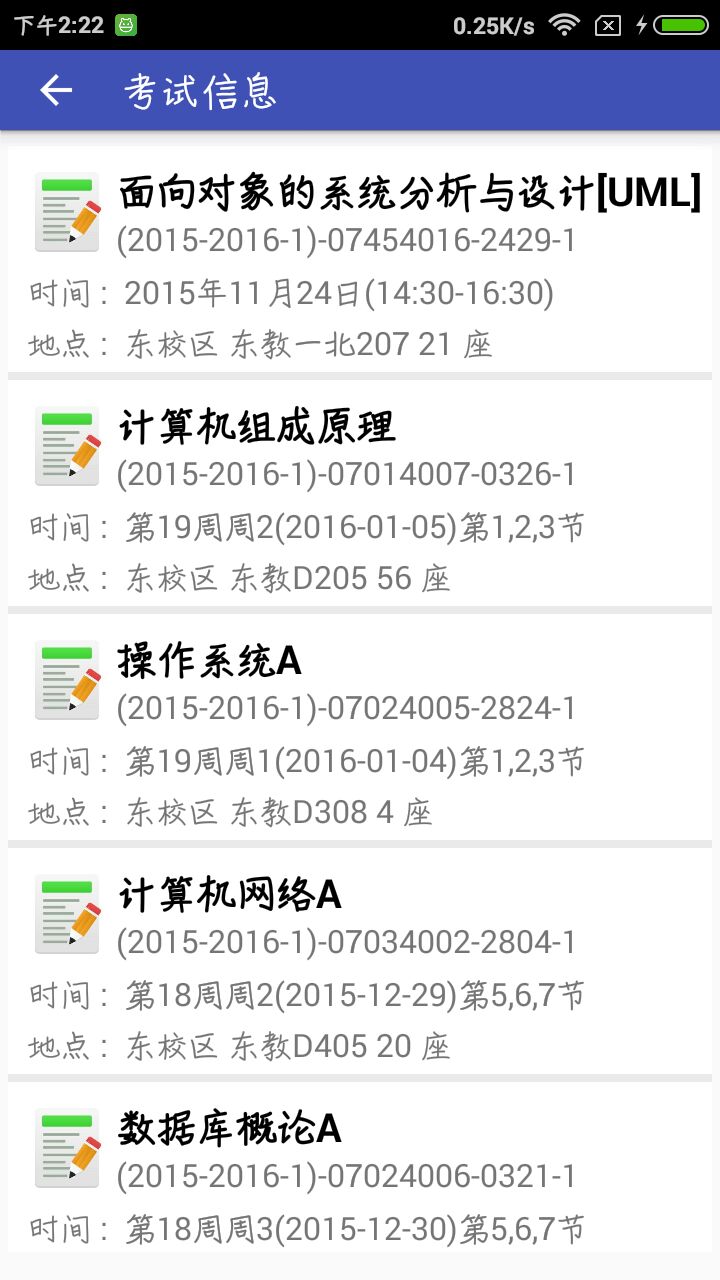 下午2:22
0.25K/s
考试信息
面向对象的系统分析与设计[UML]
(2015-2016-1)-07454016-2429-1
时间：2015年11月24日(14:30-16:30)
地点：东校区 东教一北207 21 座
计算机组成原理
(2015-2016-1)-07014007-0326-1
时间：第19周周2(2016-01-05)第1,2,3节
地点：东校区 东教D205 56 座
操作系统A
(2015-2016-1)-07024005-2824-1
时间：第19周周1(2016-01-04)第1,2,3节
地点：东校区 东教D308 4 座
计算机网络A
(2015-2016-1)-07034002-2804-1
时间：第18周周2(2015-12-29)第5,6,7节
地点：东校区 东教D405 20 座
数据库概论A
(2015-2016-1)-07024006-0321-1
时间：第18周周3(2015-12-30)第5,6,7节